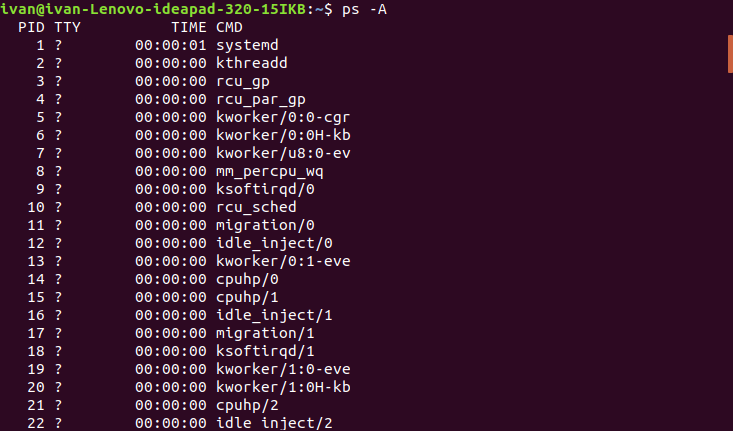 ivan@ivan-Lenovo-ideapad-320-15IKB:~$ ps -A
  PID TTY          TIME CMD
    1 ?        00:00:01 systemd
    2 ?        00:00:00 kthreadd
    3 ?        00:00:00 rcu_gp
    4 ?        00:00:00 rcu_par_gp
    5 ?        00:00:00 kworker/0:0-cgr
    6 ?        00:00:00 kworker/0:0H-kb
    7 ?        00:00:00 kworker/u8:0-ev
    8 ?        00:00:00 mm_percpu_wq
    9 ?        00:00:00 ksoftirqd/0
   10 ?        00:00:00 rcu_sched
   11 ?        00:00:00 migration/0
   12 ?        00:00:00 idle_inject/0
   13 ?        00:00:00 kworker/0:1-eve
   14 ?        00:00:00 cpuhp/0
   15 ?        00:00:00 cpuhp/1
   16 ?        00:00:00 idle_inject/1
   17 ?        00:00:00 migration/1
   18 ?        00:00:00 ksoftirqd/1
   19 ?        00:00:00 kworker/1:0-eve
   20 ?        00:00:00 kworker/1:0H-kb
   21 ?        00:00:00 cpuhp/2
   22 ?        00:00:00 idle_inject/2